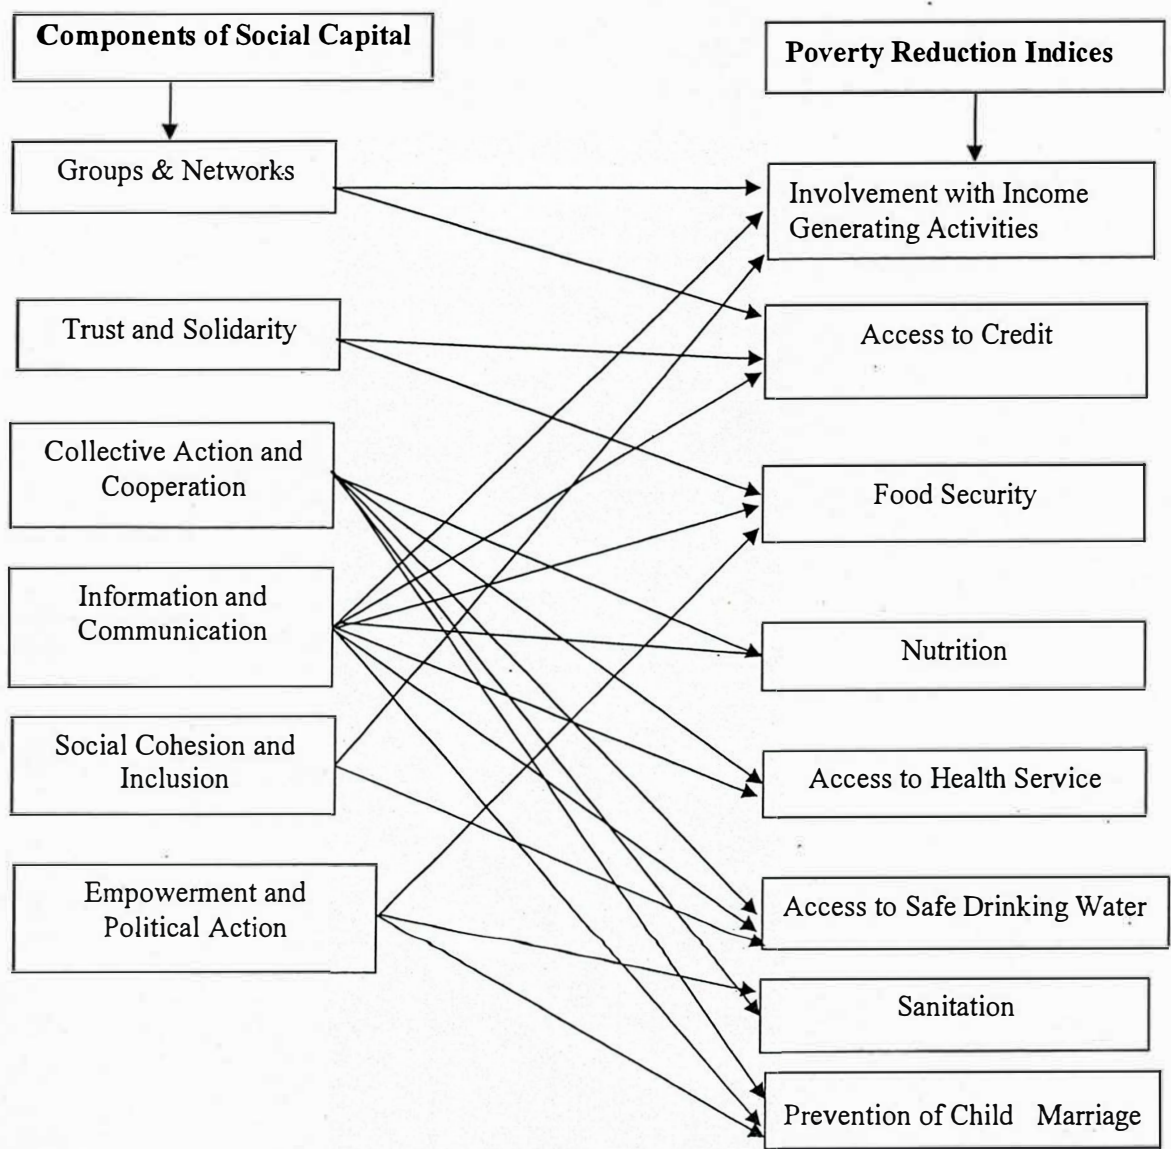 Components of Social Capital
Poverty Reduction Indices
Groups & Networks
Trust and Solidarity
Collective Action and
Cooperation
Information and
Communication
Social Cohesion and
Inclusion
Empowerment and
Political Action
Involvement with Income
Generating Activities
Access to Credit
Food Security
Nutrition
Access to Health Service
Access to Safe Drinking Water
Sanitation
Prevention of Child Marriage